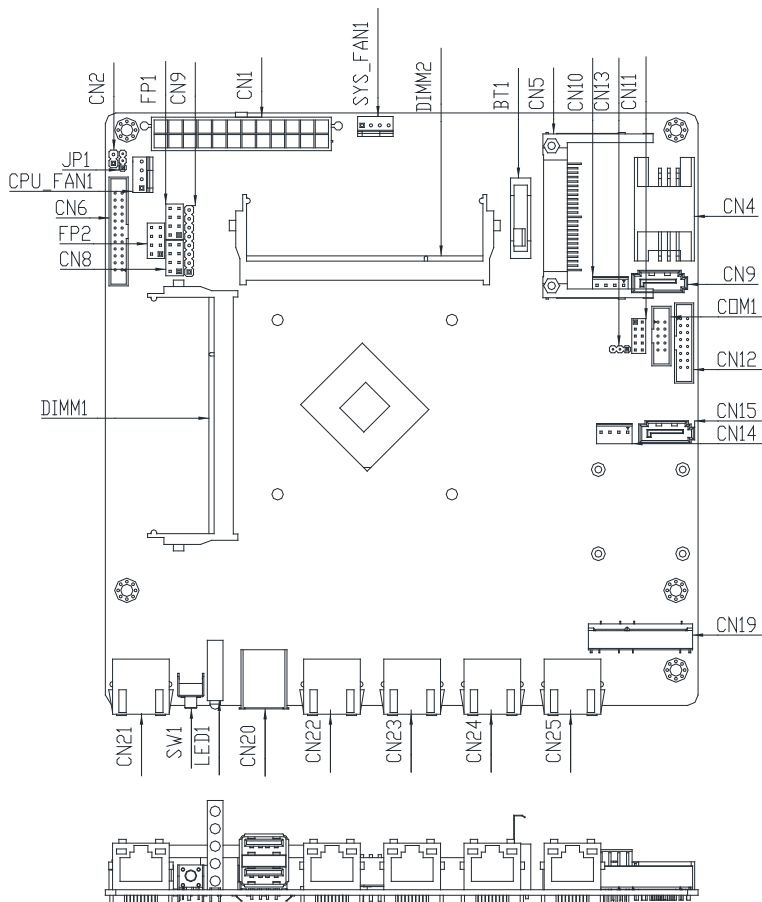 CN2
FP1
CN9
CN1
SYS_FAN1
DIMM2
BT1
CN5
CN10
CN13
CN11
JP1
CPU_FAN1
CN6
FP2
CN8
CN4
CN9
COM1
CN12
DIMM1
CN15
CN14
CN19
CN21
SW1
LED1
CN20
CN22
CN23
CN24
CN25